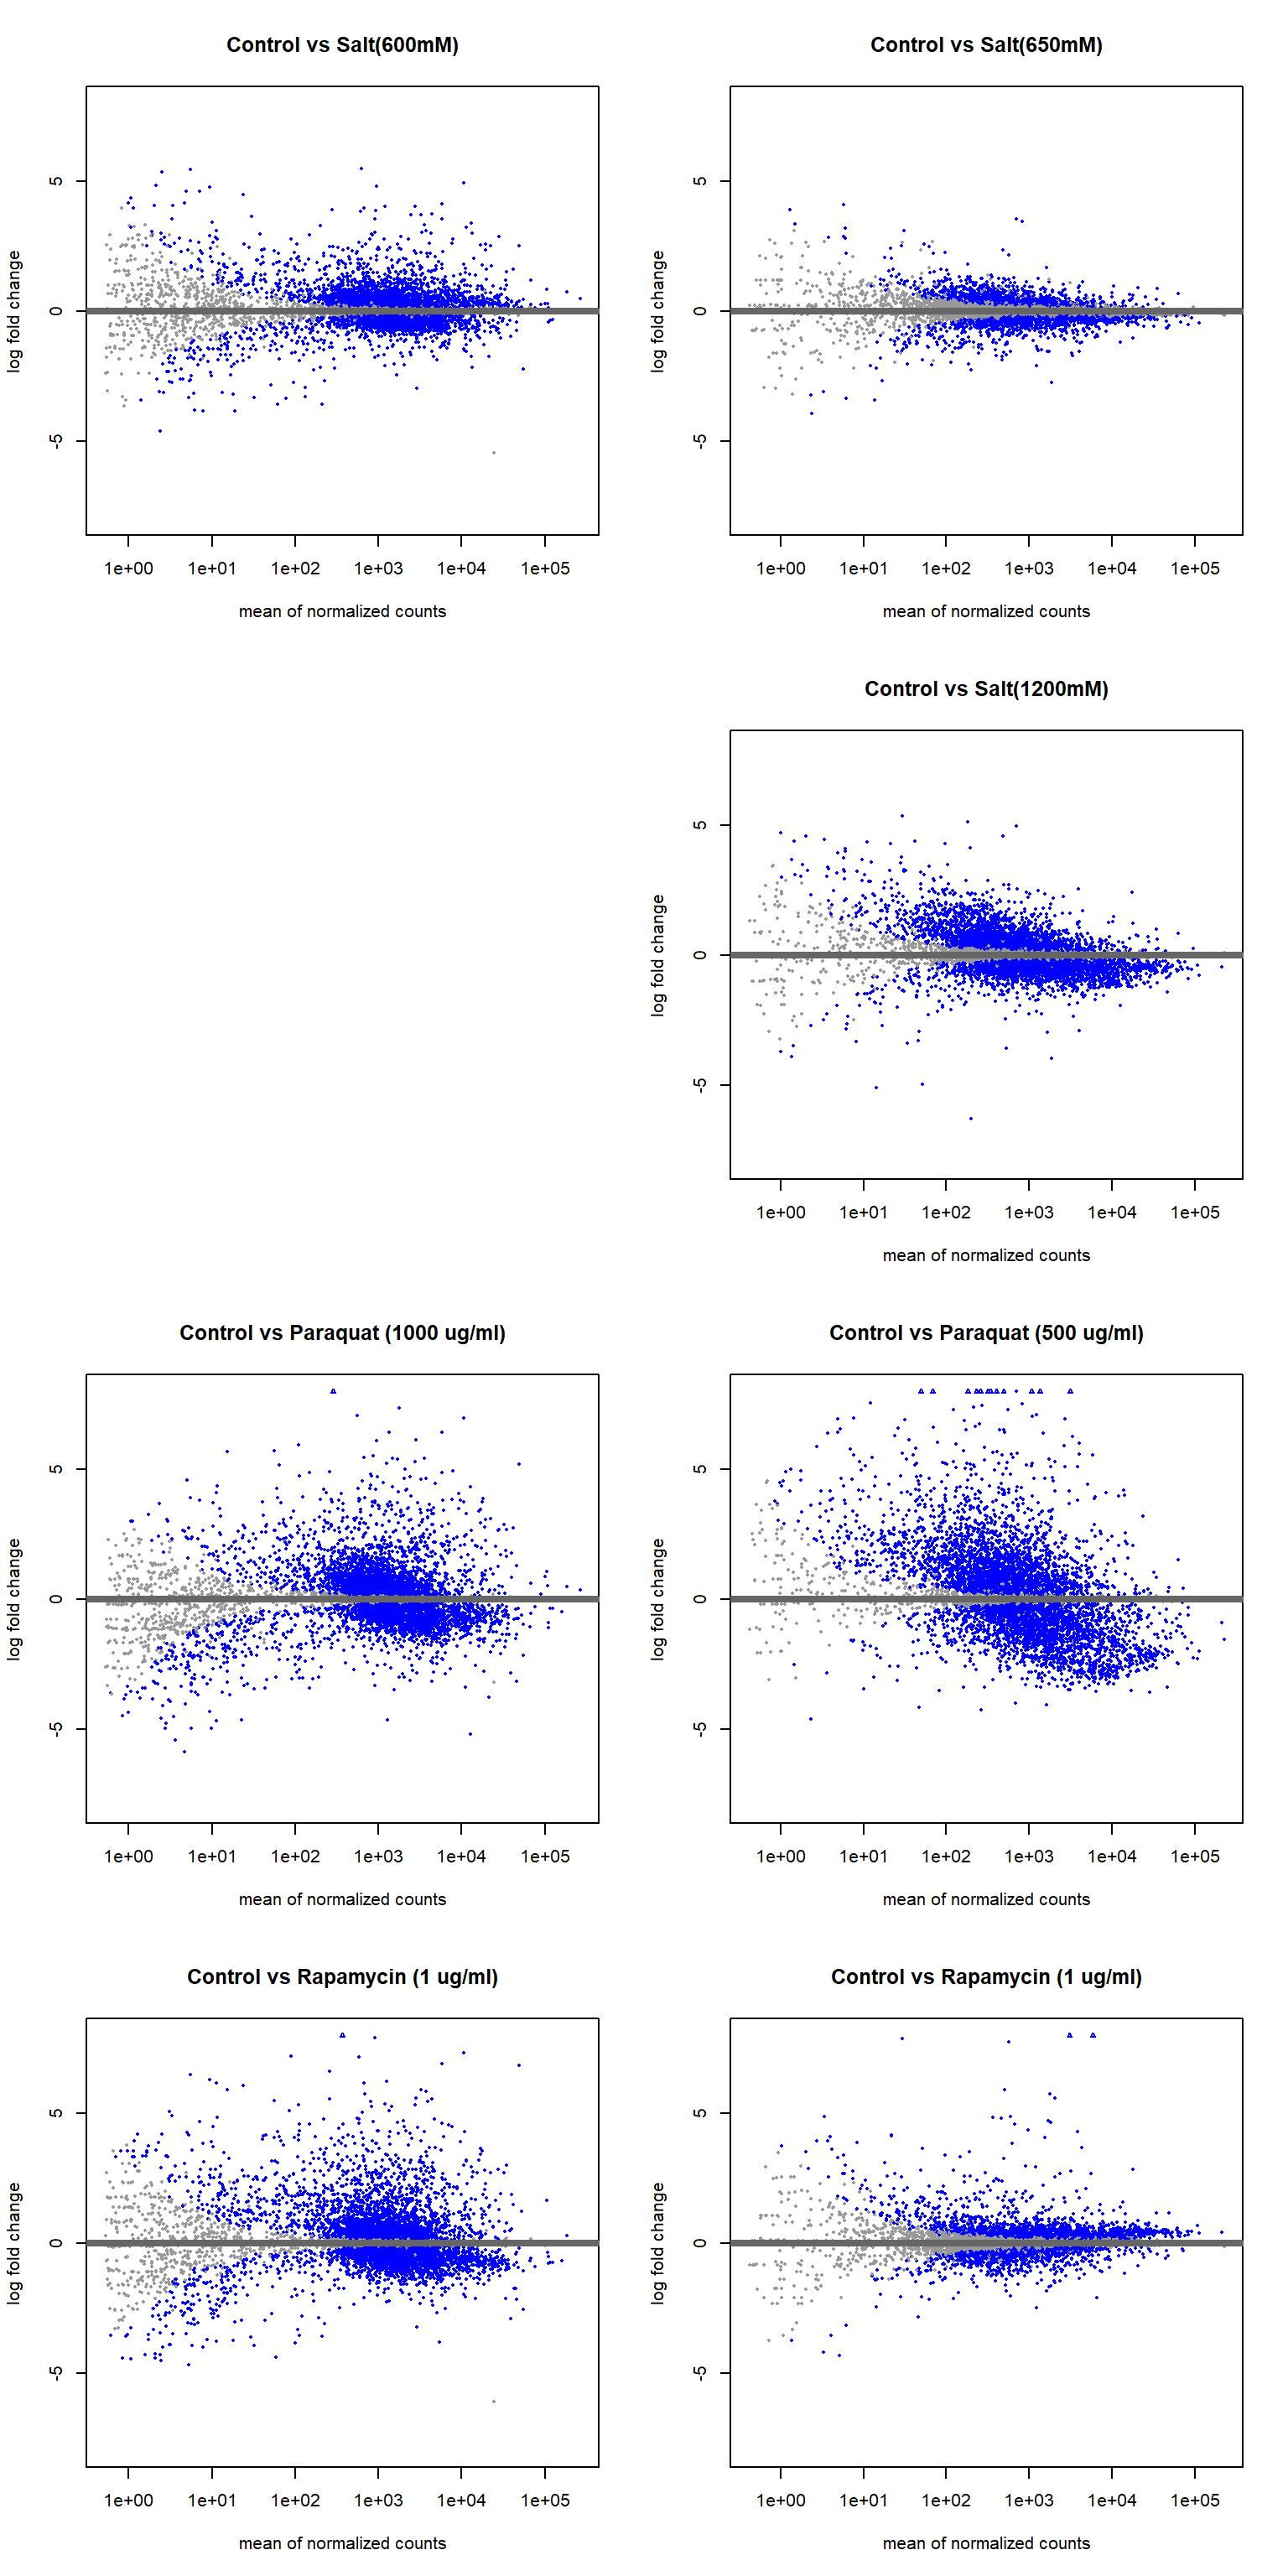 Control vs Salt(600mM)
log fold change
5
0
-5
1e+00 1e+01 1e+02 1e+03 1e+04 1e+05
mean of normalized counts
Control vs Salt(650mM)
log fold change
5
0
-5
1e+00 1e+01 1e+02 1e+03 1e+04 1e+05
mean of normalized counts
Control vs Salt(1200mM)
log fold change
5
0
-5
1e+00 1e+01 1e+02 1e+03 1e+04 1e+05
mean of normalized counts
Control vs Paraquat (1000 ug/ml)
log fold change
5
0
-5
1e+00 1e+01 1e+02 1e+03 1e+04 1e+05
mean of normalized counts
Control vs Paraquat (500 ug/ml)
log fold change
5
0
-5
1e+00 1e+01 1e+02 1e+03 1e+04 1e+05
mean of normalized counts
Control vs Rapamycin (1 ug/ml)
log fold change
5
0
-5
1e+00 1e+01 1e+02 1e+03 1e+04 1e+05
mean of normalized counts
Control vs Rapamycin (1 ug/ml)
log fold change
5
0
-5
1e+00 1e+01 1e+02 1e+03 1e+04 1e+05
mean of normalized counts